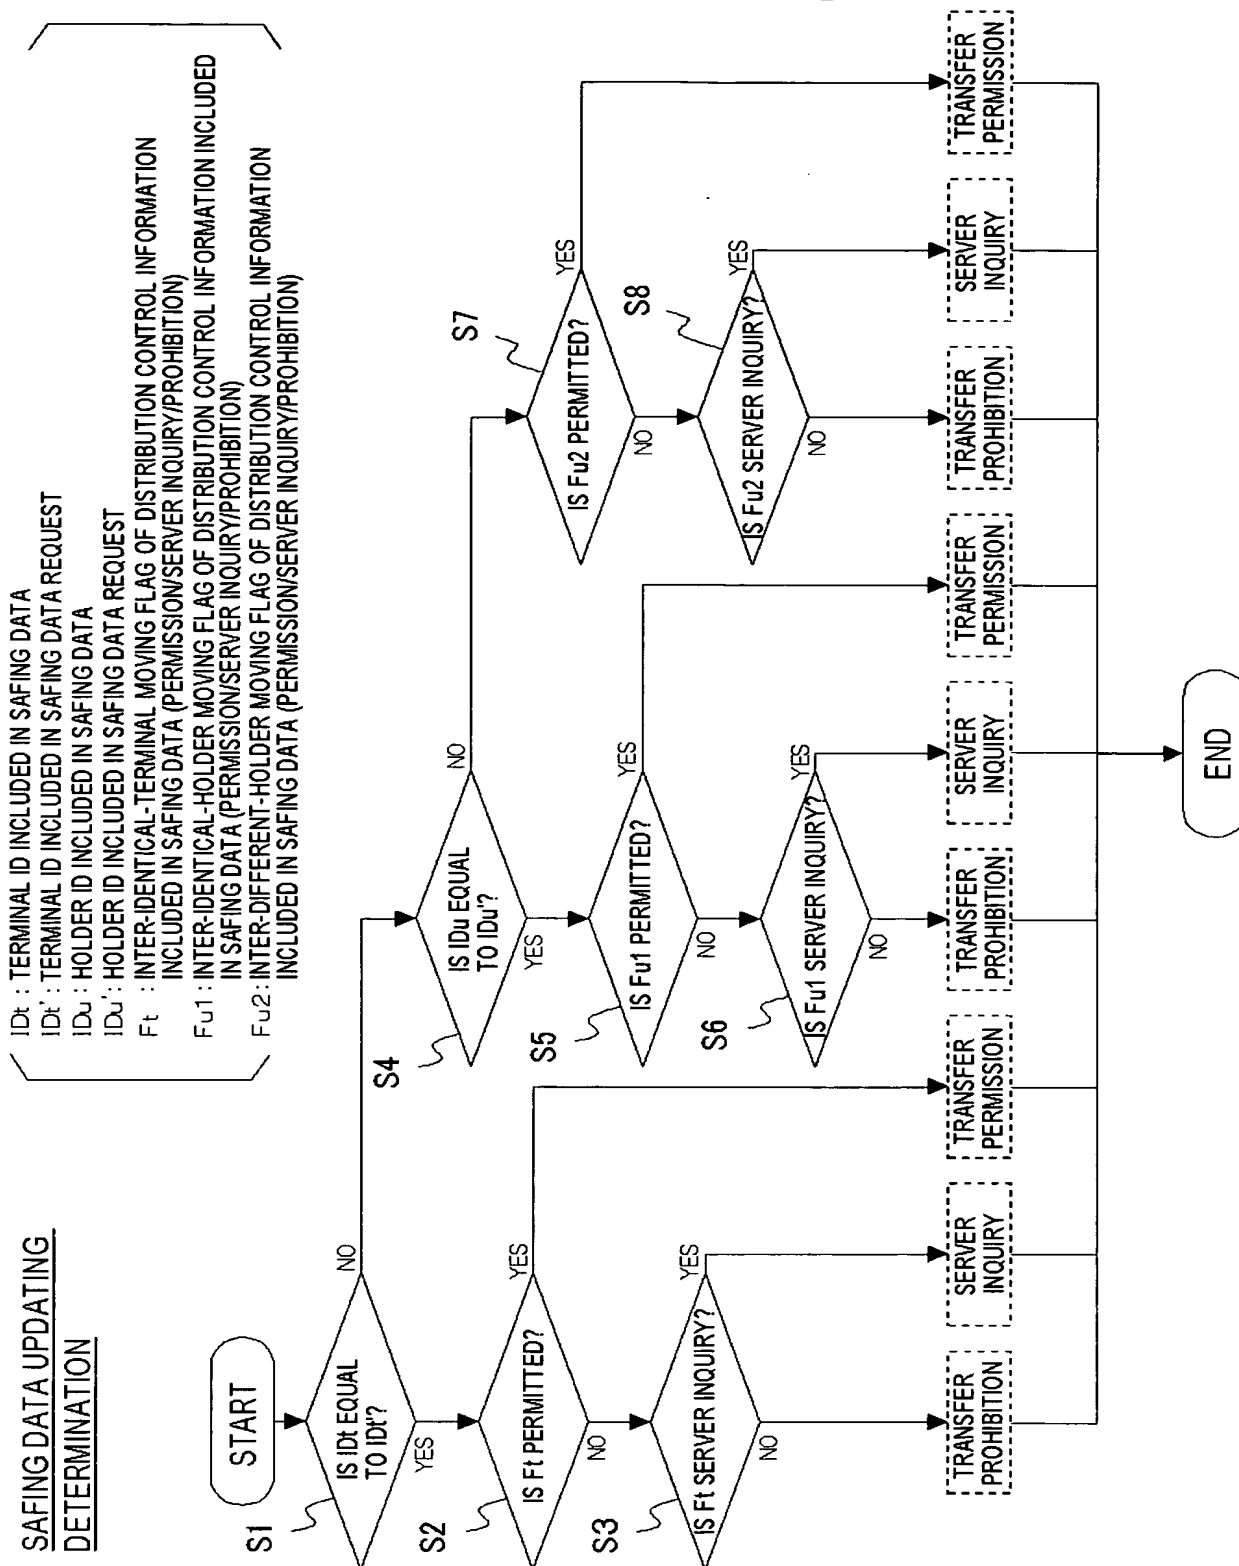 SAFING DATA UPDATING
DETERMINATION
IDt : TERMINAL ID INCLUDED IN SAFING DATA
IDt' : TERMINAL ID INCLUDED IN SAFING DATA REQUEST
IDu : HOLDER ID INCLUDED IN SAFING DATA
IDu' : HOLDER ID INCLUDED IN SAFING DATA REQUEST
Ft : INTER-IDENTICAL-TERMINAL MOVING FLAG OF DISTRIBUTION CONTROL INFORMATION
INCLUDED IN SAFING DATA (PERMISSION/SERVER INQUIRY/PROHIBITION)
Fu1 : INTER-IDENTICAL-HOLDER MOVING FLAG OF DISTRIBUTION CONTROL INFORMATION INCLUDED
IN SAFING DATA (PERMISSION/SERVER INQUIRY/PROHIBITION)
Fu2 : INTER-DIFFERENT-HOLDER MOVING FLAG OF DISTRIBUTION CONTROL INFORMATION
INCLUDED IN SAFING DATA (PERMISSION/SERVER INQUIRY/PROHIBITION)
START
S1
IS IDt EQUAL
TO IDt'?
NO
YES
S2
IS Ft PERMITTED?
YES
NO
S3
IS Ft SERVER INQUIRY?
YES
NO
S4
IS IDu EQUAL
TO IDu'?
NO
YES
S5
IS Fu1 PERMITTED?
YES
NO
S6
IS Fu1 SERVER INQUIRY?
YES
NO
S7
IS Fu2 PERMITTED?
YES
NO
S8
IS Fu2 SERVER INQUIRY?
YES
NO
TRANSFER
PROHIBITION
SERVER
INQUIRY
TRANSFER
PERMISSION
TRANSFER
PROHIBITION
SERVER
INQUIRY
TRANSFER
PERMISSION
TRANSFER
PROHIBITION
SERVER
INQUIRY
TRANSFER
PERMISSION
END